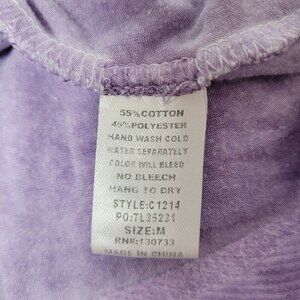 55%COTTON
45%POLYESTER
HAND WASH COLD
WATER SEPARATLY
COLOR WILL BLEED
NO BLEECH
HANG TO DRY
STYLE:C1214
PO:TL35231
SIZE:M
RN#:130733
MADE IN CHINA